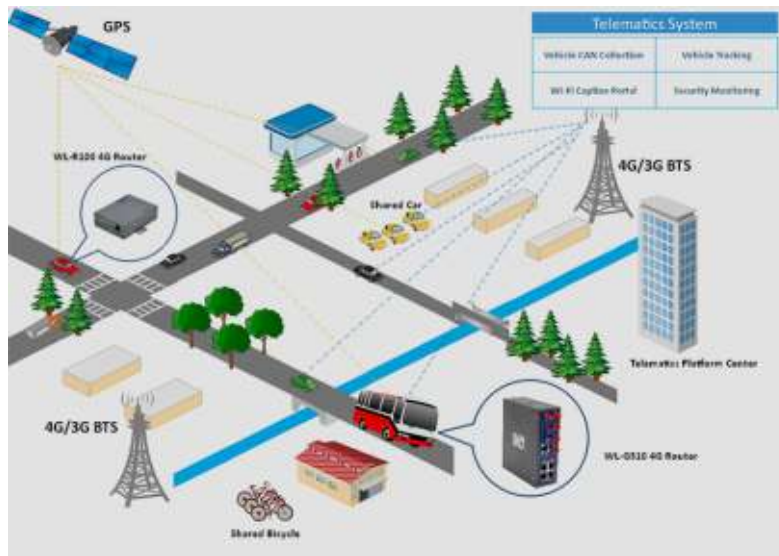 GPS
Telematics System
Vehicle CAN Collection
Vehicle Tracking
Wi-Fi Caption Portal
Security Monitoring
WL-R100 4G Router
4G/3G BTS
Shared Car
Telematics Platform Center
4G/3G BTS
WL-G510 4G Router
Shared Bicycle